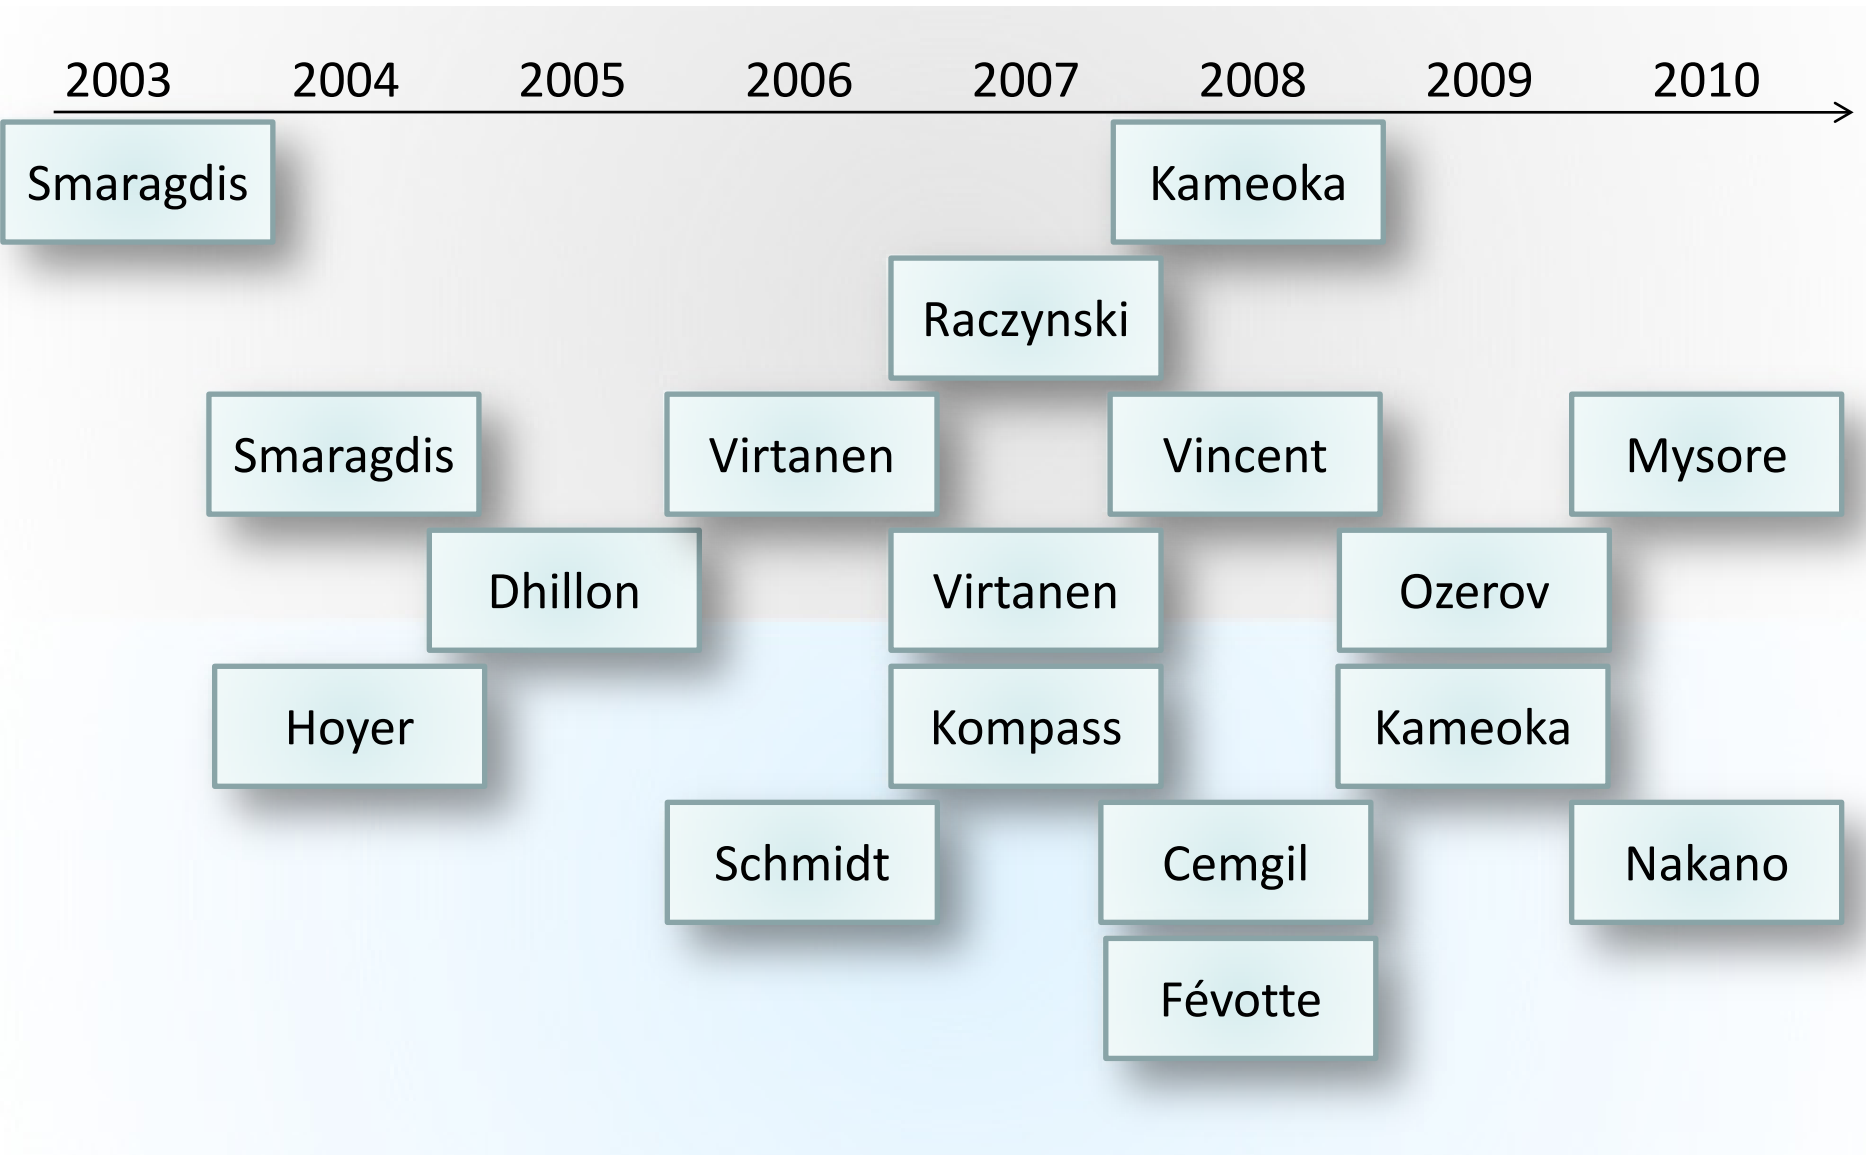 2003 2004 2005 2006 2007 2008 2009 2010
Smaragdis Kameoka
Raczynski
Smaragdis Virtanen Vincent Mysore
Dhillon Virtanen Ozerov
Hoyer Kompass Kameoka
Schmidt Cemgil Nakano
Févotte